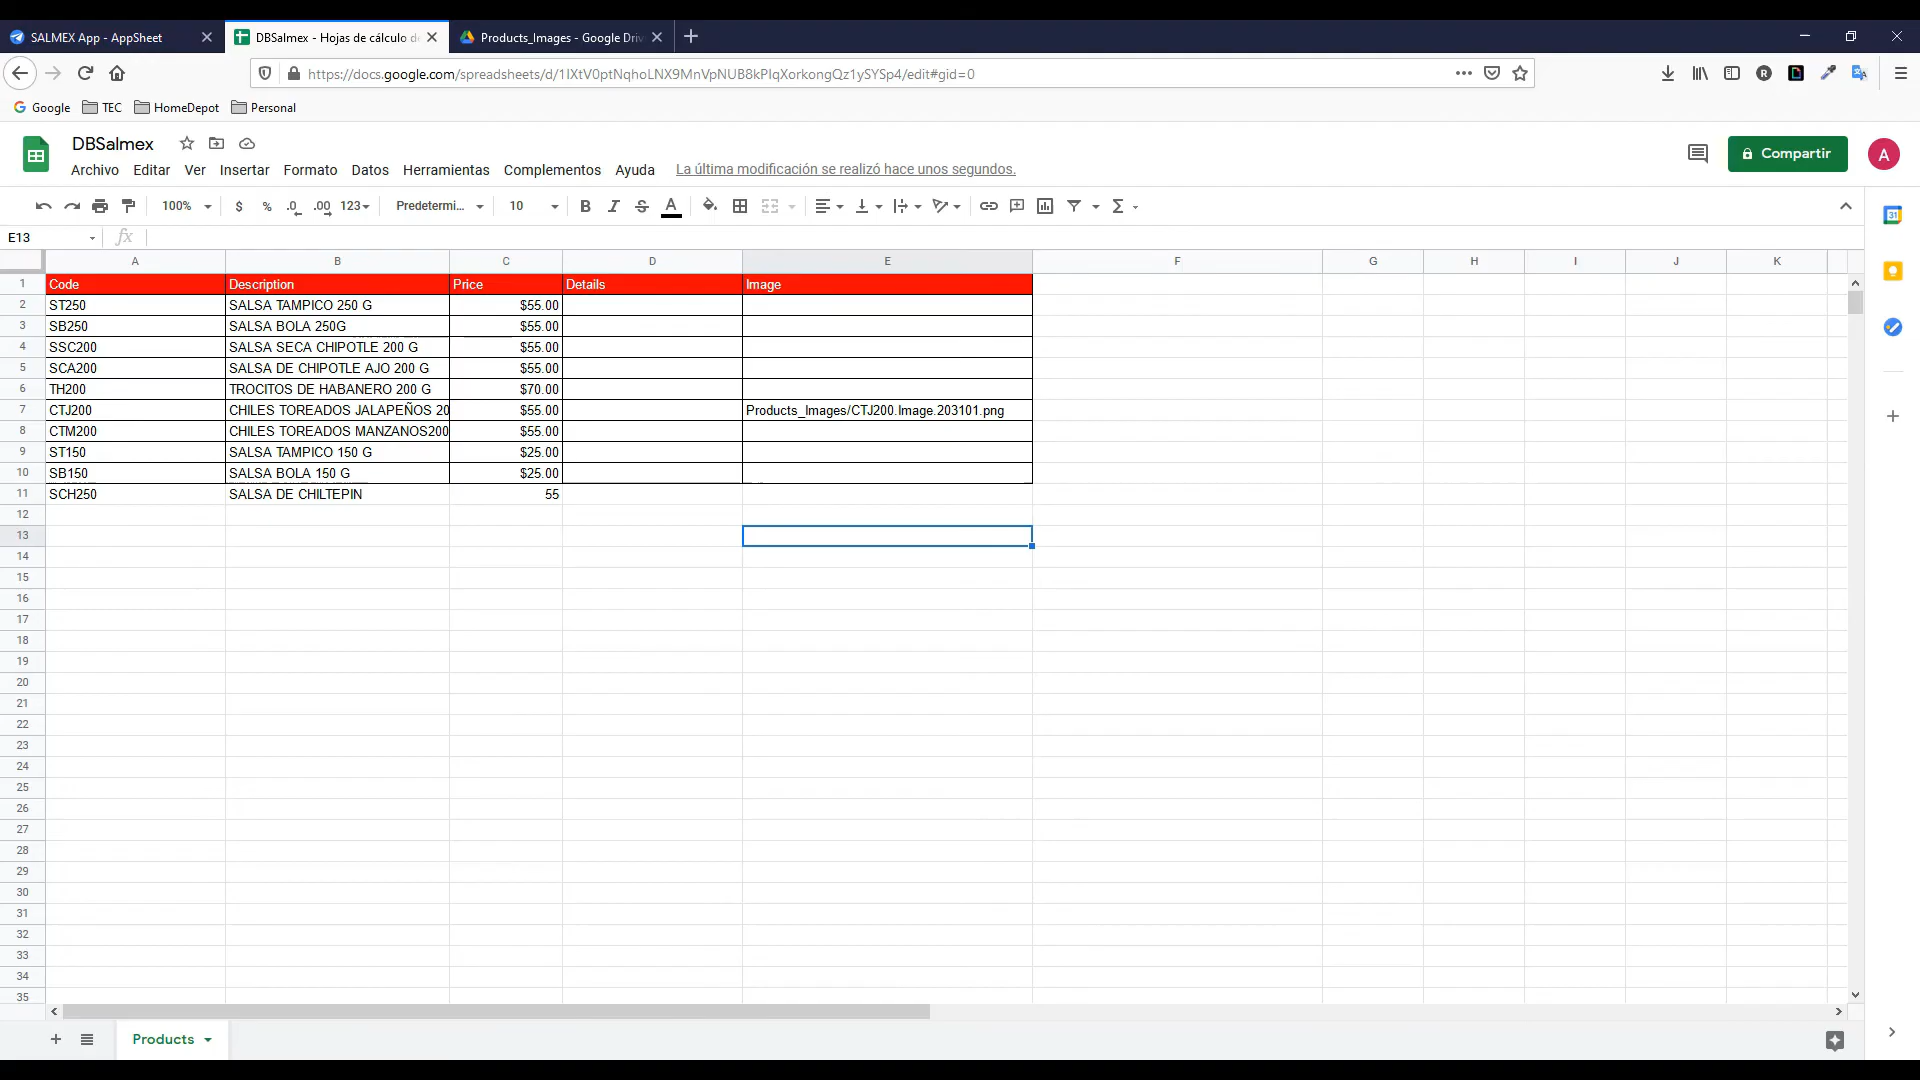 SALMEX App - AppSheet
DBSalmex - Hojas de cálculo de
Products_Images - Google Driv
https://docs.google.com/spreadsheets/d/1IXtV0ptNqhoLNX9MnVpNUB8kPIqXorkongQz1ySYSp4/edit#gid=0
Google TEC HomeDepot Personal
DBSalmex
Archivo Editar Ver Insertar Formato Datos Herramientas Complementos Ayuda La última modificación se realizó hace unos segundos.
Compartir
A
100% $ % .0 .00 123 Predetermi... 10 B I S A
31
E13 fx
A B C D E F G H I J K
1 Code Description Price Details Image
2 ST250 SALSA TAMPICO 250 G $55.00
3 SB250 SALSA BOLA 250G $55.00
4 SSC200 SALSA SECA CHIPOTLE 200 G $55.00
5 SCA200 SALSA DE CHIPOTLE AJO 200 G $55.00
6 TH200 TROCITOS DE HABANERO 200 G $70.00
7 CTJ200 CHILES TOREADOS JALAPEÑOS 20 $55.00 Products_Images/CTJ200.Image.203101.png
8 CTM200 CHILES TOREADOS MANZANOS200 $55.00
9 ST150 SALSA TAMPICO 150 G $25.00
10 SB150 SALSA BOLA 150 G $25.00
11 SCH250 SALSA DE CHILTEPIN 55
12
13
14
15
16
17
18
19
20
21
22
23
24
25
26
27
28
29
30
31
32
33
34
35
Products